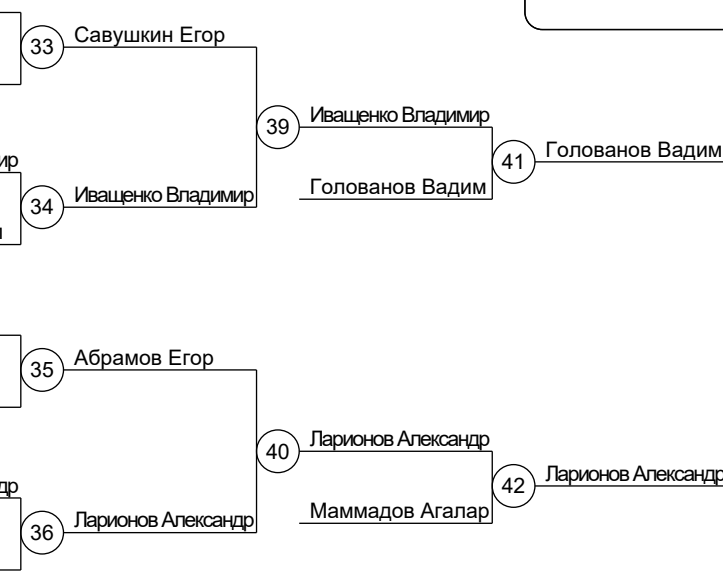 33
Савушкин Егор
39
Иващенко Владимир
41
Голованов Вадим
Голованов Вадим
34
Иващенко Владимир
35
Абрамов Егор
40
Ларионов Александр
42
Ларионов Александр
Маммадов Агалар
36
Ларионов Александр